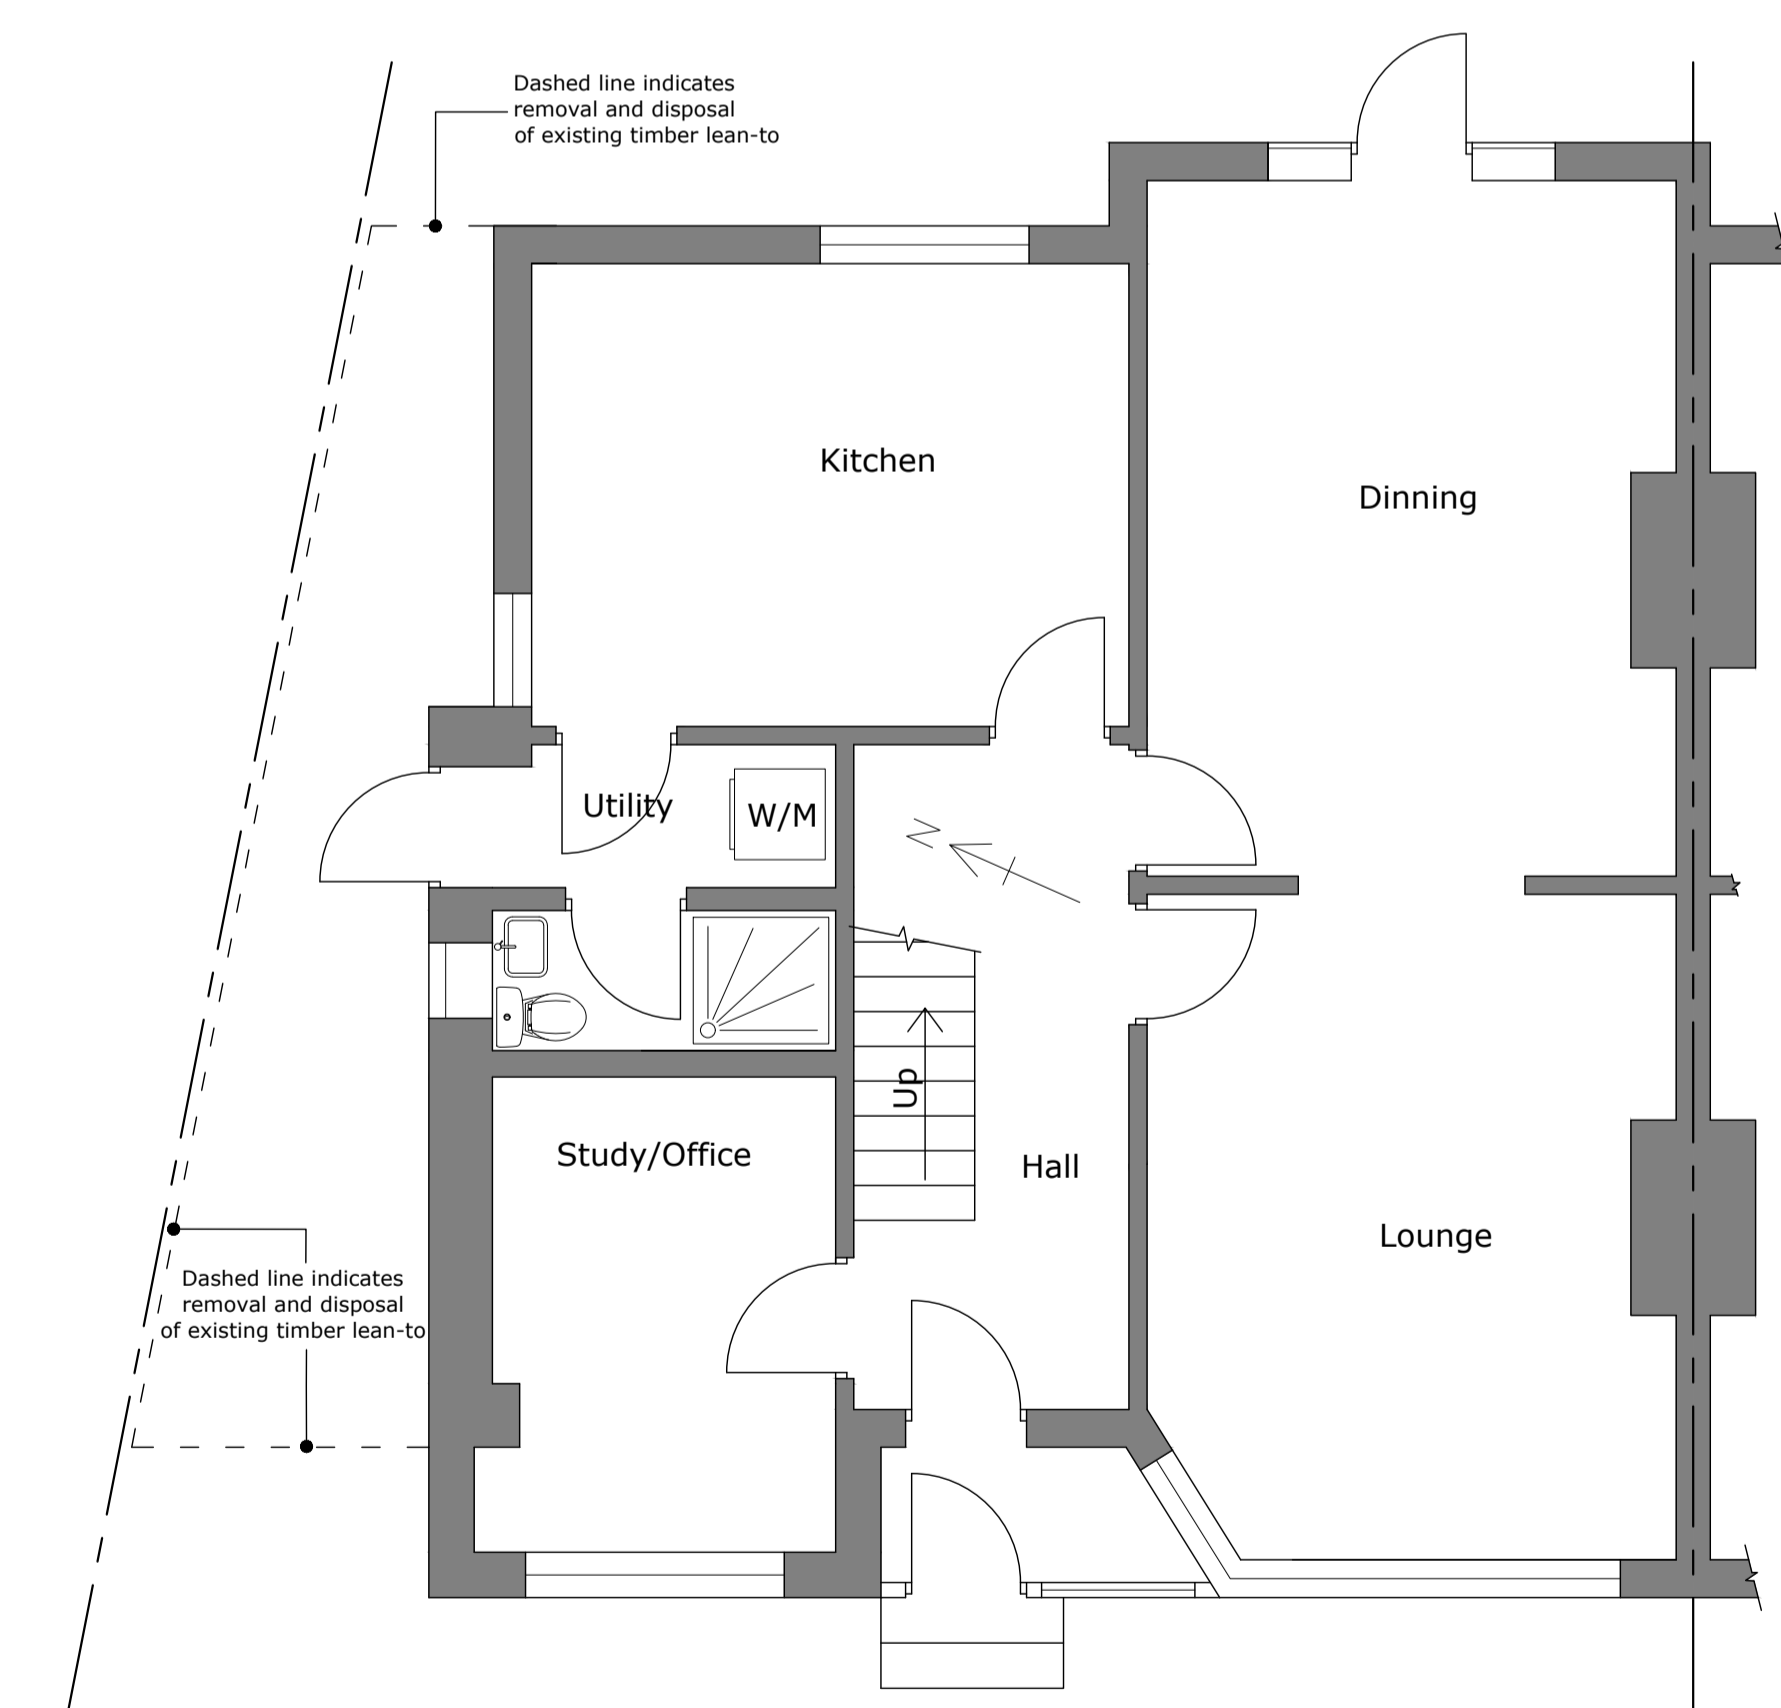 Dashed line indicates
removal and disposal
of existing timber lean-to
Kitchen
Dinning
Utility
W/M
N
Up
Study/Office
Hall
Lounge
Dashed line indicates
removal and disposal
of existing timber lean-to